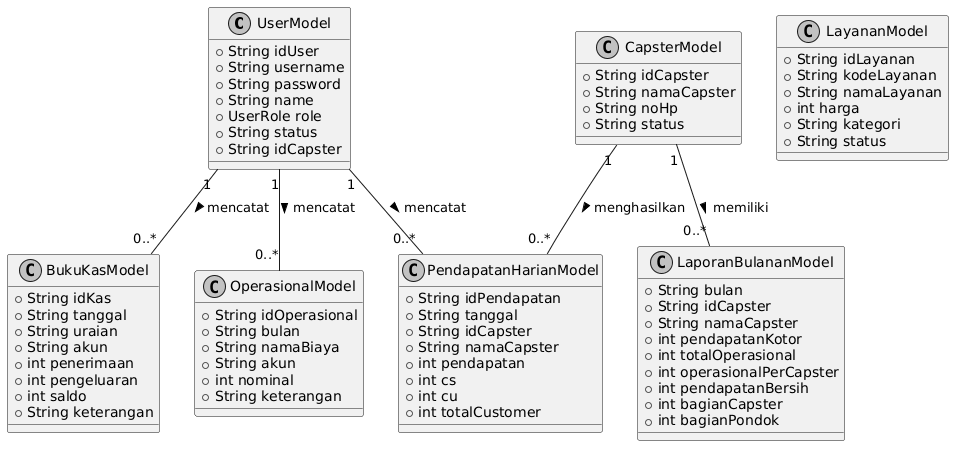 C UserModel
String idUser
String username
String password
String name
UserRole role
String status
String idCapster
C CapsterModel
String idCapster
String namaCapster
String noHp
String status
C LayananModel
String idLayanan
String kodeLayanan
String namaLayanan
int harga
String kategori
String status
1
1
1
1
1
mencatat
mencatat
mencatat
menghasilkan
memiliki
0..*
0..*
0..*
0..*
0..*
C BukuKasModel
String idKas
String tanggal
String uraian
String akun
int penerimaan
int pengeluaran
int saldo
String keterangan
C OperasionalModel
String idOperasional
String bulan
String namaBiaya
String akun
int nominal
String keterangan
C PendapatanHarianModel
String idPendapatan
String tanggal
String idCapster
String namaCapster
int pendapatan
int cs
int cu
int totalCustomer
C LaporanBulananModel
String bulan
String idCapster
String namaCapster
int pendapatanKotor
int totalOperasional
int operasionalPerCapster
int pendapatanBersih
int bagianCapster
int bagianPondok